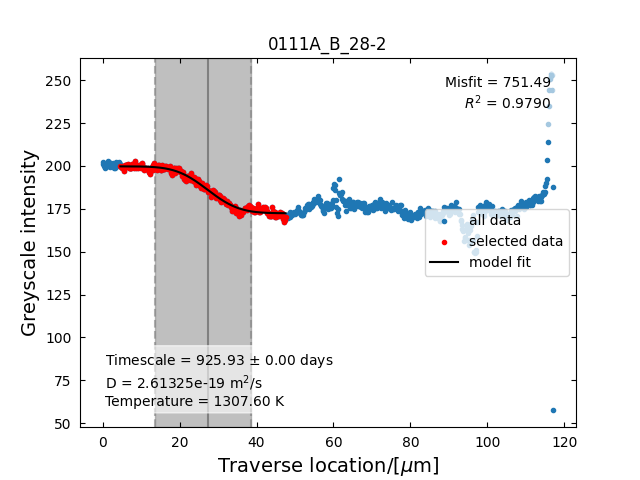 0111A_B_28-2
Misfit = 751.49
R² = 0.9790
Greyscale intensity
250
225
200
175
150
125
100
75
50
all data
selected data
model fit
Timescale = 925.93 ± 0.00 days
D = 2.61325e-19 m²/s
Temperature = 1307.60 K
0 20 40 60 80 100 120
Traverse location/[μm]